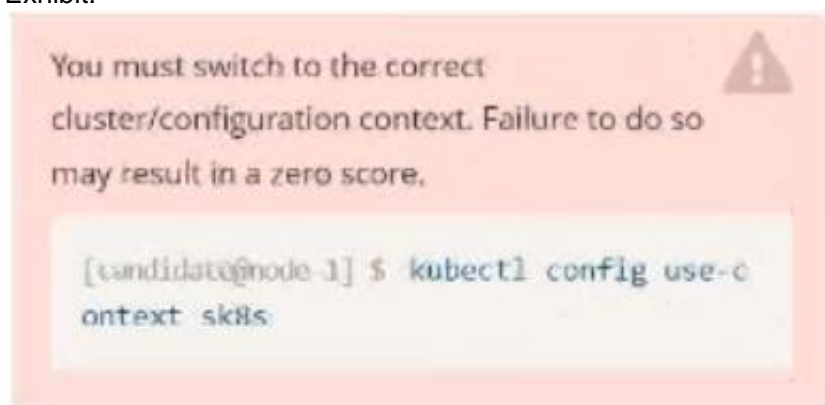 Exhibit:
You must switch to the correct
cluster/configuration context. Failure to do so
may result in a zero score.
[candidate@node-1] $ kubectl config use-c
ontext sk8s